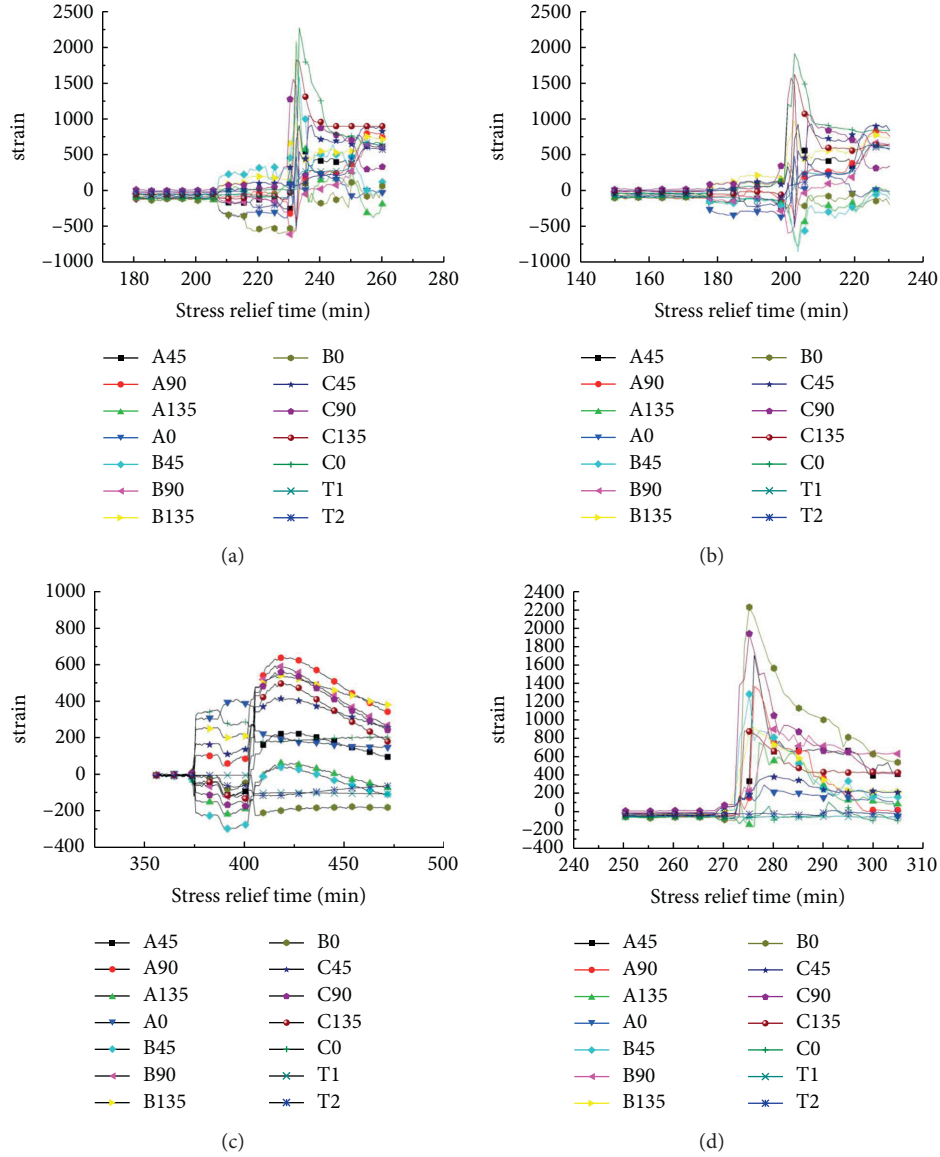 2500
2000
1500
1000
500
0
−500
−1000
strain
180 200 220 240 260 280
Stress relief time (min)
A45 B0
A90 C45
A135 C90
A0 C135
B45 C0
B90 T1
B135 T2
(a)
2500
2000
1500
1000
500
0
−500
−1000
strain
140 160 180 200 220 240
Stress relief time (min)
A45 B0
A90 C45
A135 C90
A0 C135
B45 C0
B90 T1
B135 T2
(b)
1000
800
600
400
200
0
−200
−400
strain
350 400 450 500
Stress relief time (min)
A45 B0
A90 C45
A135 C90
A0 C135
B45 C0
B90 T1
B135 T2
(c)
2400
2200
2000
1800
1600
1400
1200
1000
800
600
400
200
−200
−400
strain
240 250 260 270 280 290 300 310
Stress relief time (min)
A45 B0
A90 C45
A135 C90
A0 C135
B45 C0
B90 T1
B135 T2
(d)